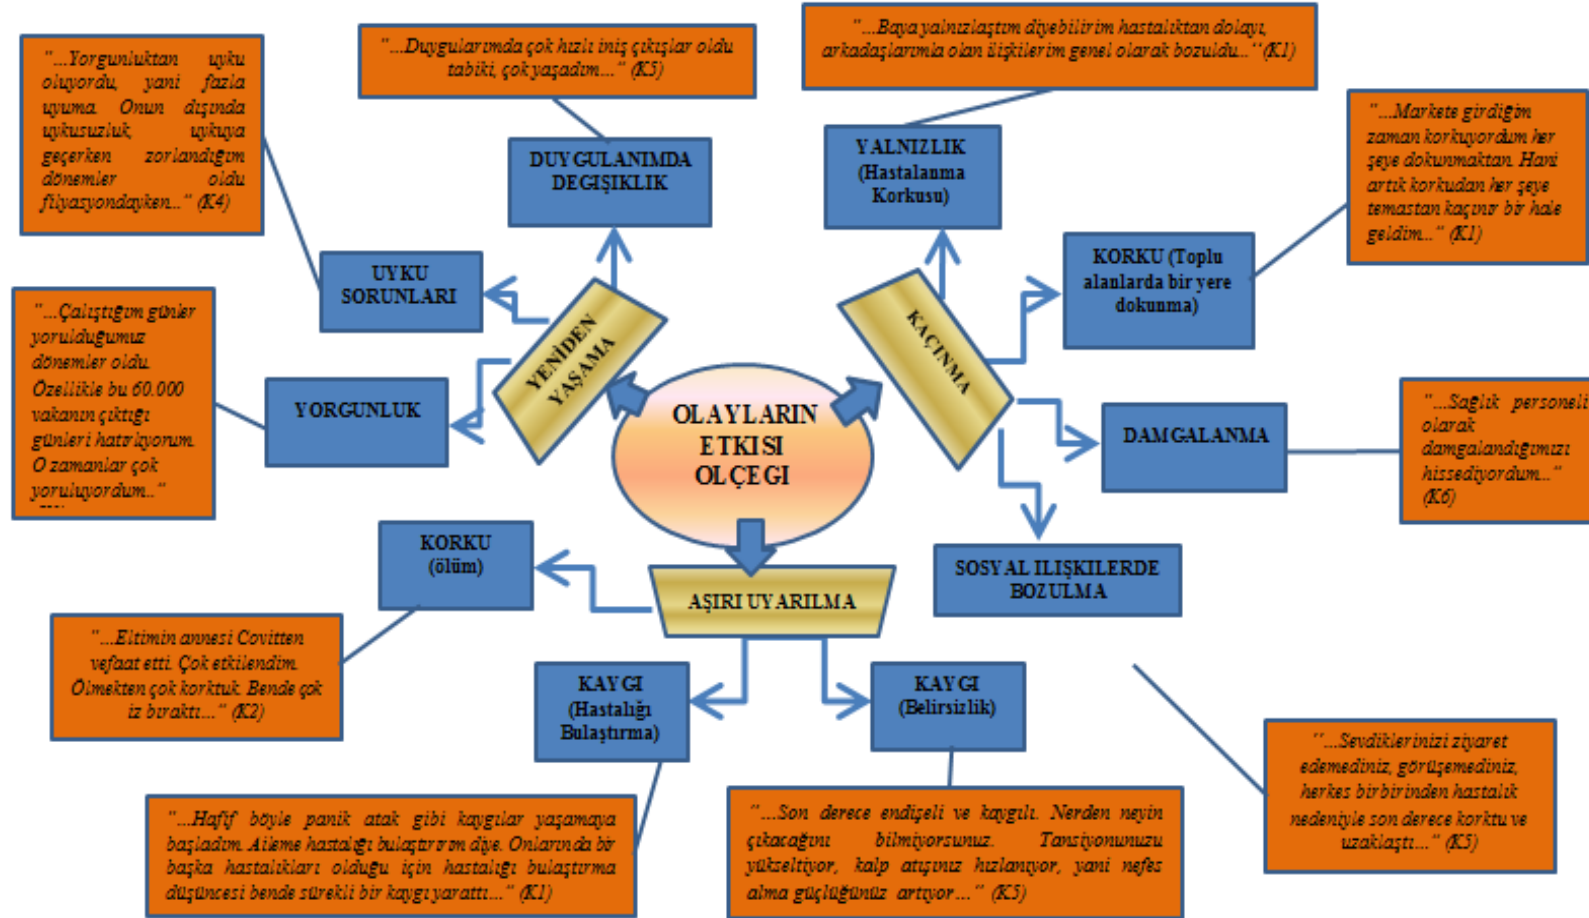 "...Yorgunluktan uyku
oluyordu, yani fazla
uyuma. Onun dışında
uykusuzluk, uykuya
geçerken zorlandığım
dönemler oldu
filyasyondayken..." (K4)
"...Duygularımda çok hızlı iniş çıkışlar oldu
tabiki, çok yaşadım..." (K5)
"...Baya yalnızlaştım diyebilirim hastalıktan dolayı,
arkadaşlarımla olan ilişkilerim genel olarak bozuldu...''(K1)
"...Markete girdiğim
zaman korkuyordum her
şeye dokunmaktan. Hani
artık korkudan her şeye
temastan kaçınır bir hale
geldim..." (K1)
DUYGULANIMDA
DEGIŞIKLIK
YALNIZLIK
(Hastalanma
Korkusu)
UYKU
SORUNLARI
KORKU (Toplu
alanlarda bir yere
dokunma)
"...Çalıştığım günler
yorulduğumuz
dönemler oldu.
Özellikle bu 60.000
vakanın çıktığı
günleri hatırlıyorum.
O zamanlar çok
yoruluyordum.."
YORGUNLUK
YENİDEN
YAŞAMA
KAÇINMA
OLAYLARIN
ETKISI
OLÇEGI
DAMGALANMA
"...Sağlık personeli
olarak
damgalandığımızı
hissediyordum..."
(K6)
KORKU
(ölüm)
AŞIRI UYARILMA
SOSYAL ILIŞKILERDE
BOZULMA
"...Eltimin annesi Covitten
vefaat etti. Çok etkilendim.
Ölmekten çok korktuk. Bende çok
iz bıraktı..." (K2)
KAYGI
(Hastalığı
Bulaştırma)
KAYGI
(Belirsizlik)
''...Sevdiklerinizi ziyaret
edemediniz, görüşemediniz,
herkes birbirinden hastalık
nedeniyle son derece korktu ve
uzaklaştı...." (K5)
"...Hafif böyle panik atak gibi kaygılar yaşamaya
başladım. Aileme hastalığı bulaştırırım diye. Onlarında bir
başka hastalıkları olduğu için hastalığı bulaştırma
düşüncesi bende sürekli bir kaygı yarattı..." (K1)
"...Son derece endişeli ve kaygılı. Nerden neyin
çıkacağını bilmiyorsunuz. Tansiyonunuzu
yükseltiyor, kalp atışınız hızlanıyor, yani nefes
alma güçlüğünüz artıyor..." (K5)